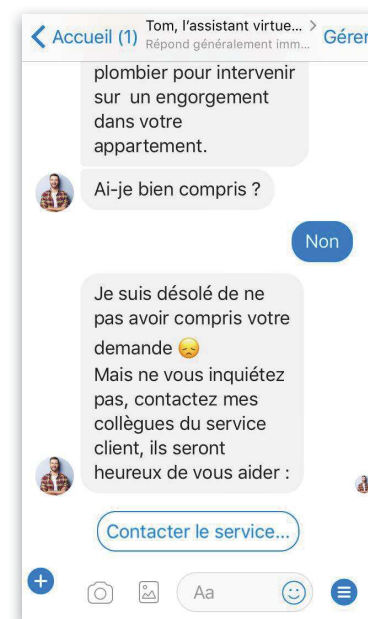 Accueil (1)
Tom, l’assistant virtue...
Répond généralement imm...
Gérer
plombier pour intervenir
sur un engorgement
dans votre
appartement.
Ai-je bien compris ?
Non
Je suis désolé de ne
pas avoir compris votre
demande 😞
Mais ne vous inquiétez
pas, contactez mes
collègues du service
client, ils seront
heureux de vous aider :
Contacter le service...
Aa